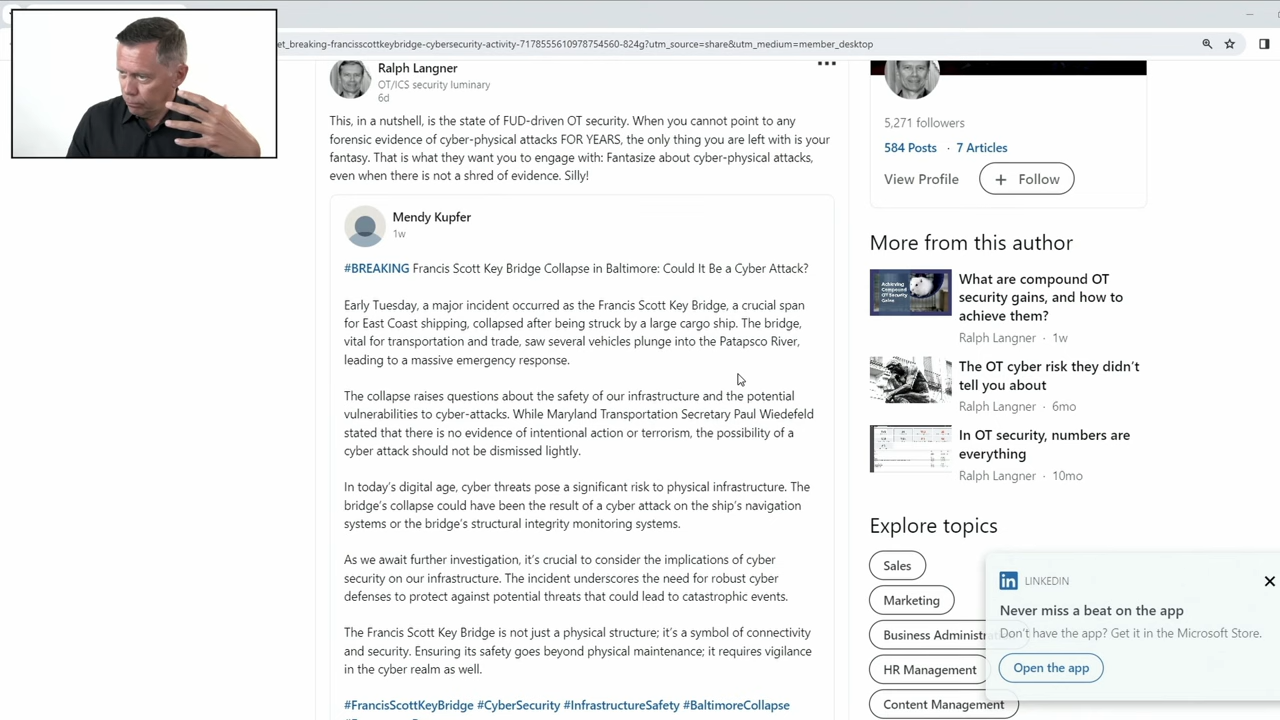 et_breaking-francisscottkeybridge-cybersecurity-activity-7178555610978754560-824g?utm_source=share&utm_medium=member_desktop
Ralph Langner
OT/ICS security luminary
6d
This, in a nutshell, is the state of FUD-driven OT security. When you cannot point to any
forensic evidence of cyber-physical attacks FOR YEARS, the only thing you are left with is your
fantasy. That is what they want you to engage with: Fantasize about cyber-physical attacks,
even when there is not a shred of evidence. Silly!
Mendy Kupfer
1w
#BREAKING Francis Scott Key Bridge Collapse in Baltimore: Could It Be a Cyber Attack?
Early Tuesday, a major incident occurred as the Francis Scott Key Bridge, a crucial span
for East Coast shipping, collapsed after being struck by a large cargo ship. The bridge,
vital for transportation and trade, saw several vehicles plunge into the Patapsco River,
leading to a massive emergency response.
The collapse raises questions about the safety of our infrastructure and the potential
vulnerabilities to cyber-attacks. While Maryland Transportation Secretary Paul Wiedefeld
stated that there is no evidence of intentional action or terrorism, the possibility of a
cyber attack should not be dismissed lightly.
In today's digital age, cyber threats pose a significant risk to physical infrastructure. The
bridge's collapse could have been the result of a cyber attack on the ship's navigation
systems or the bridge's structural integrity monitoring systems.
As we await further investigation, it's crucial to consider the implications of cyber
security on our infrastructure. The incident underscores the need for robust cyber
defenses to protect against potential threats that could lead to catastrophic events.
The Francis Scott Key Bridge is not just a physical structure; it's a symbol of connectivity
and security. Ensuring its safety goes beyond physical maintenance; it requires vigilance
in the cyber realm as well.
#FrancisScottKeyBridge #CyberSecurity #InfrastructureSafety #BaltimoreCollapse
5,271 followers
584 Posts · 7 Articles
View Profile
+ Follow
More from this author
What are compound OT
security gains, and how to
achieve them?
Ralph Langner · 1w
The OT cyber risk they didn't
tell you about
Ralph Langner · 6mo
In OT security, numbers are
everything
Ralph Langner · 10mo
Explore topics
Sales
Marketing
Business Administra
HR Management
Content Management
in LINKEDIN
Never miss a beat on the app
Don't have the app? Get it in the Microsoft Store.
Open the app